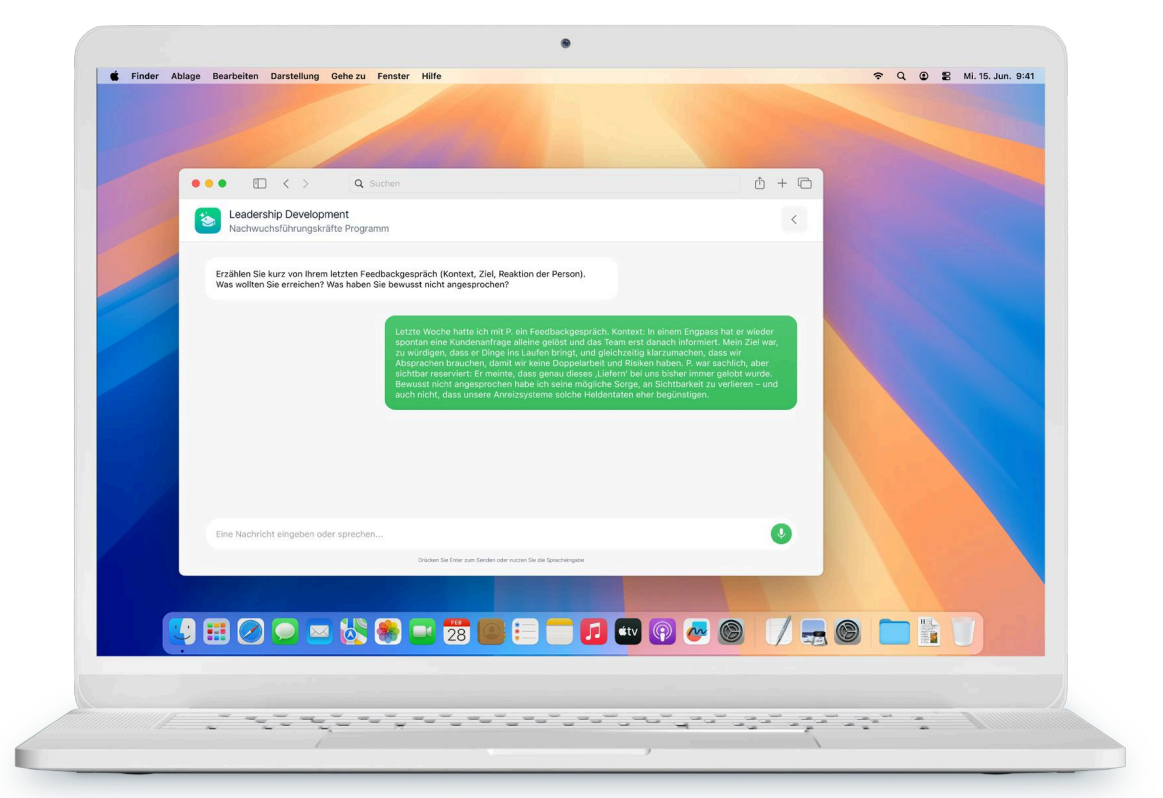 Finder Ablage Bearbeiten Darstellung Gehe zu Fenster Hilfe Mi. 15. Jun. 9:41
Suchen
Leadership Development
Nachwuchsführungskräfte Programm
Erzählen Sie kurz von Ihrem letzten Feedbackgespräch (Kontext, Ziel, Reaktion der Person).
Was wollten Sie erreichen? Was haben Sie bewusst nicht angesprochen?
Letzte Woche hatte ich mit P. ein Feedbackgespräch. Kontext: In einem Engpass hat er wieder
spontan eine Kundenanfrage alleine gelöst und das Team erst danach informiert. Mein Ziel war,
zu würdigen, dass er Dinge ins Laufen bringt, und gleichzeitig klarzumachen, dass wir
Absprachen brauchen, damit wir keine Doppelarbeit und Risiken haben. P. war sachlich, aber
sichtbar reserviert: Er meinte, dass genau dieses ‚Liefern‘ bei uns bisher immer gelobt wurde.
Bewusst nicht angesprochen habe ich seine mögliche Sorge, an Sichtbarkeit zu verlieren – und
auch nicht, dass unsere Anreizsysteme solche Heldentaten eher begünstigen.
Eine Nachricht eingeben oder sprechen...
Drücken Sie Enter zum Senden oder nutzen Sie die Spracheingabe
FEB
28
tv